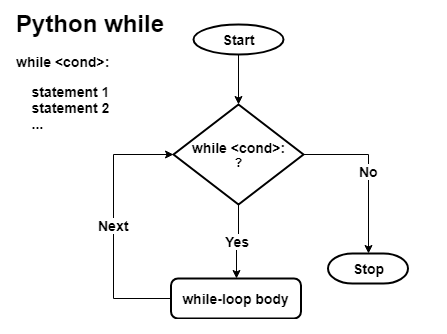 Python while
while <cond>:
statement 1
statement 2
...
Start
while <cond>:
?
No
Next
Yes
Stop
while-loop body